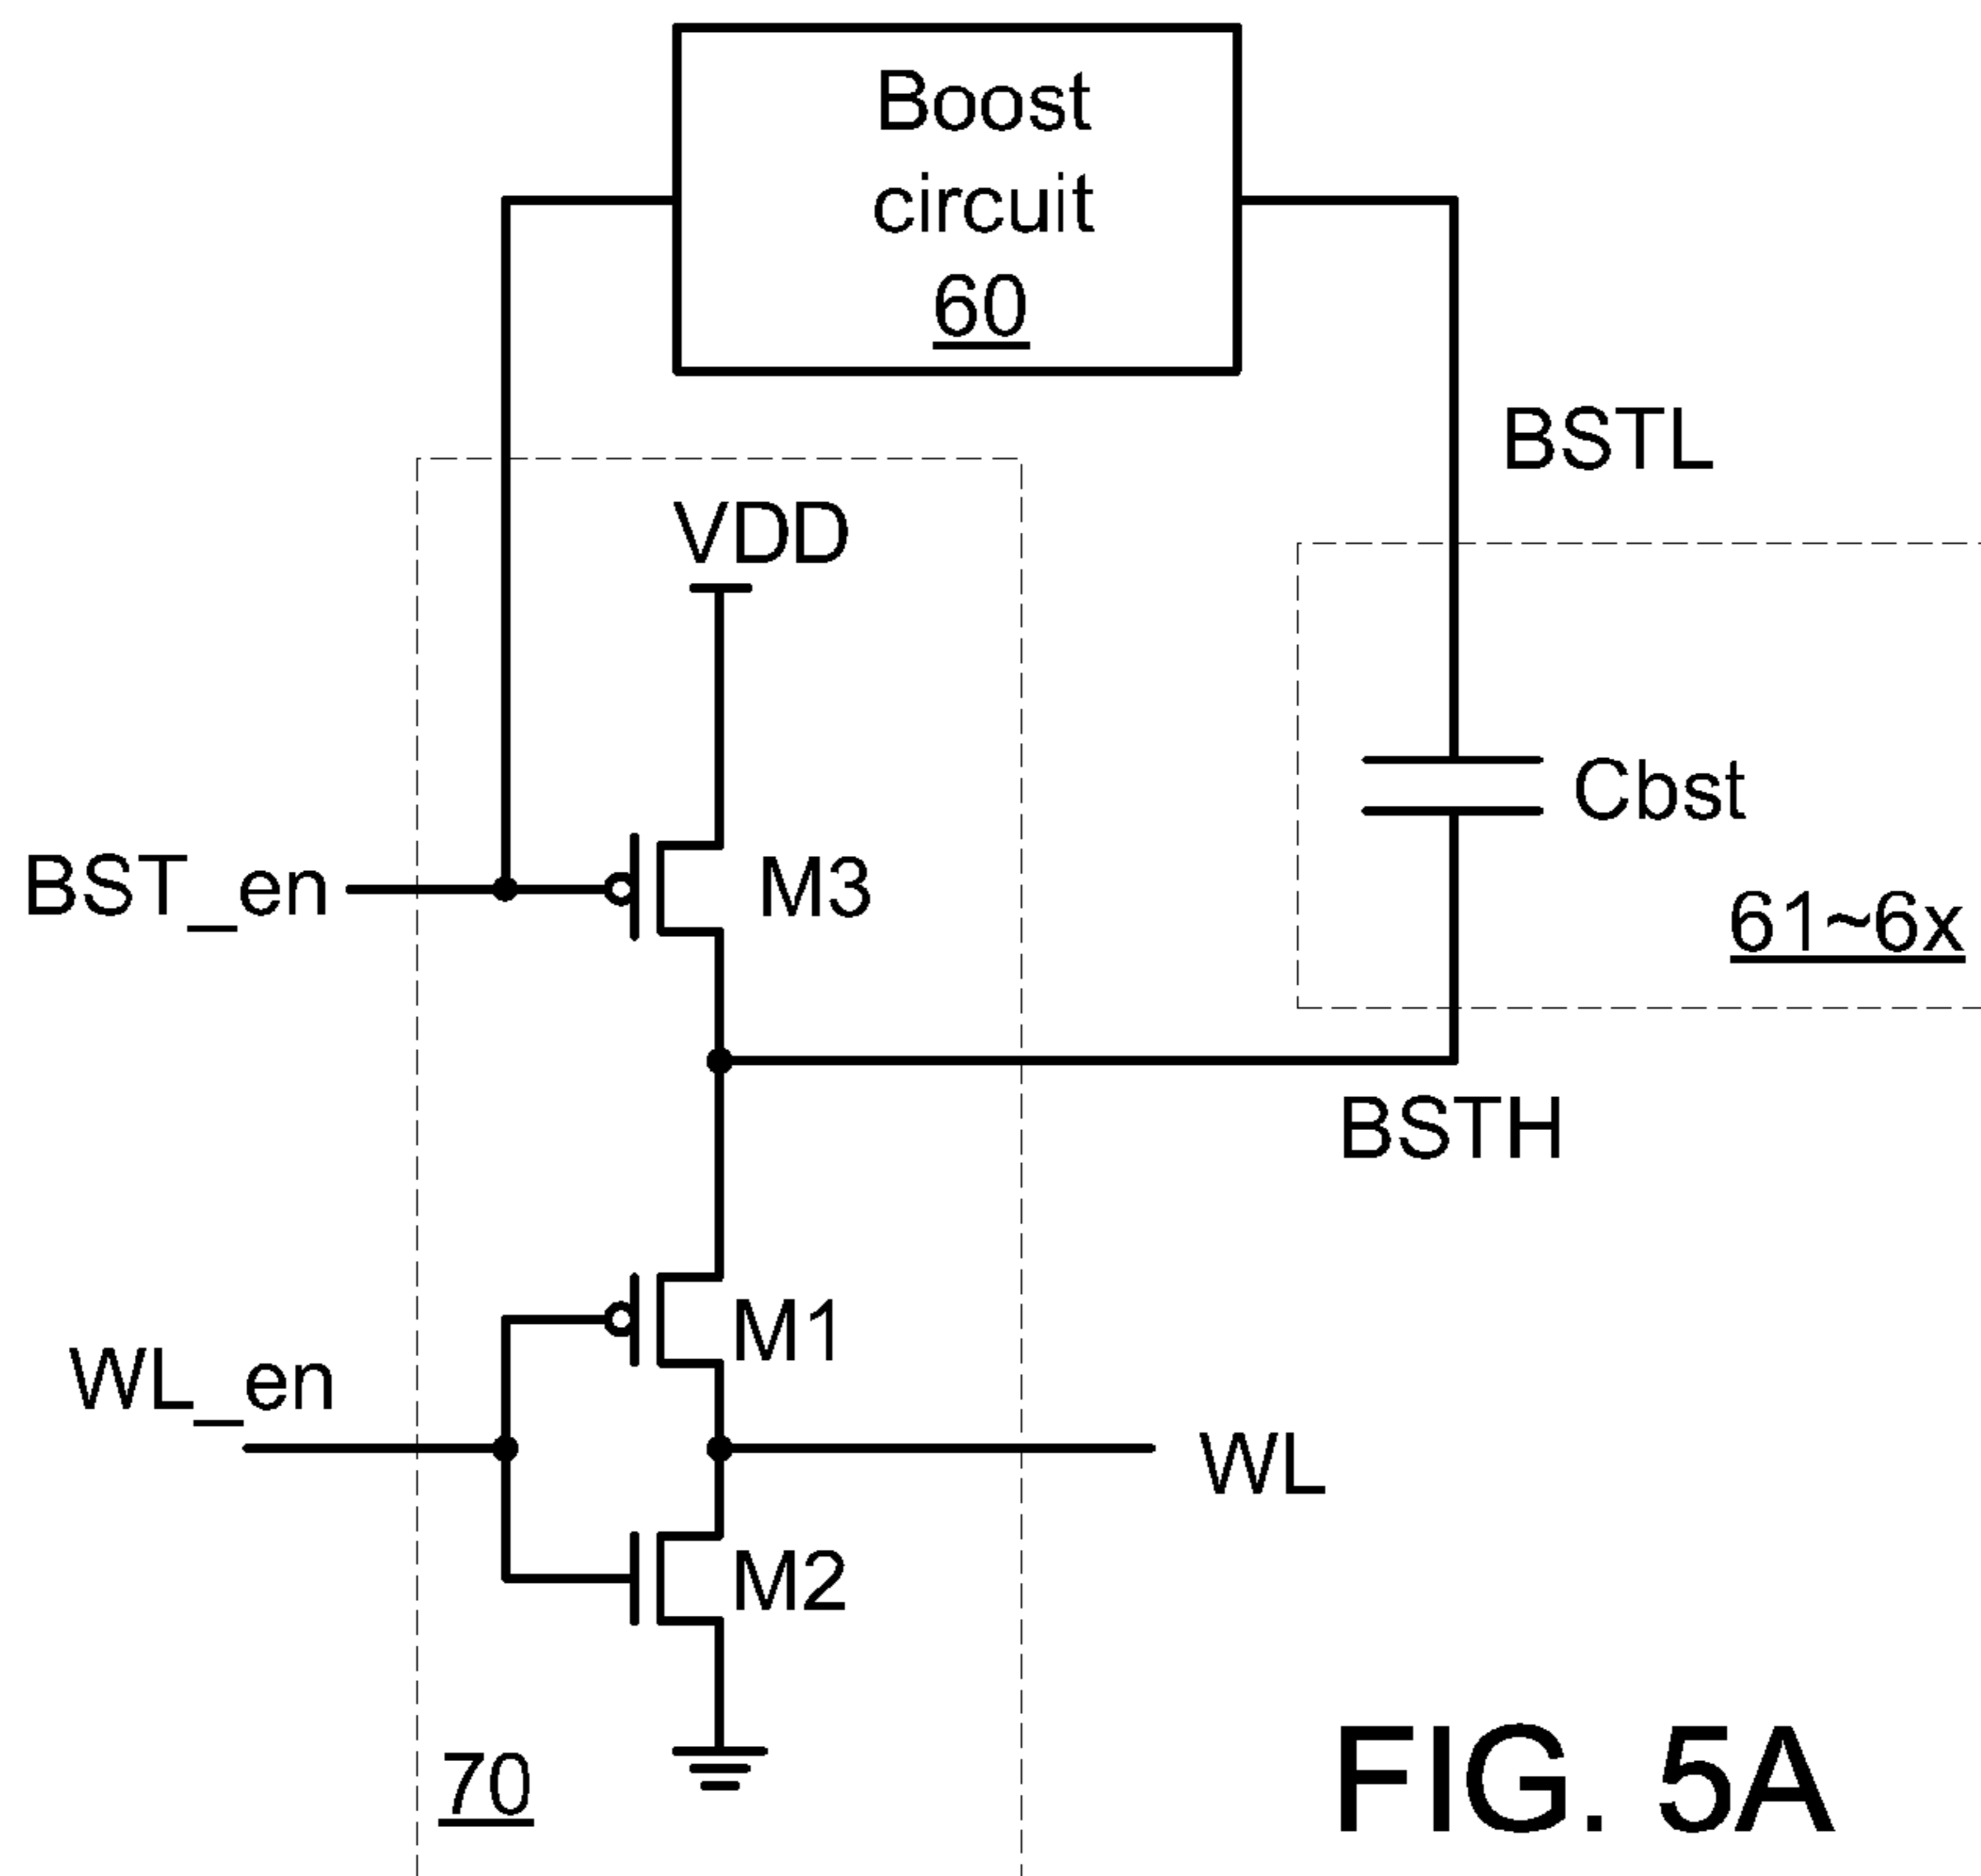 Boost
circuit
60
BSTL
VDD
Cbst
BST_en
M3
61~6x
BSTH
M1
WL_en
WL
M2
70
FIG. 5A